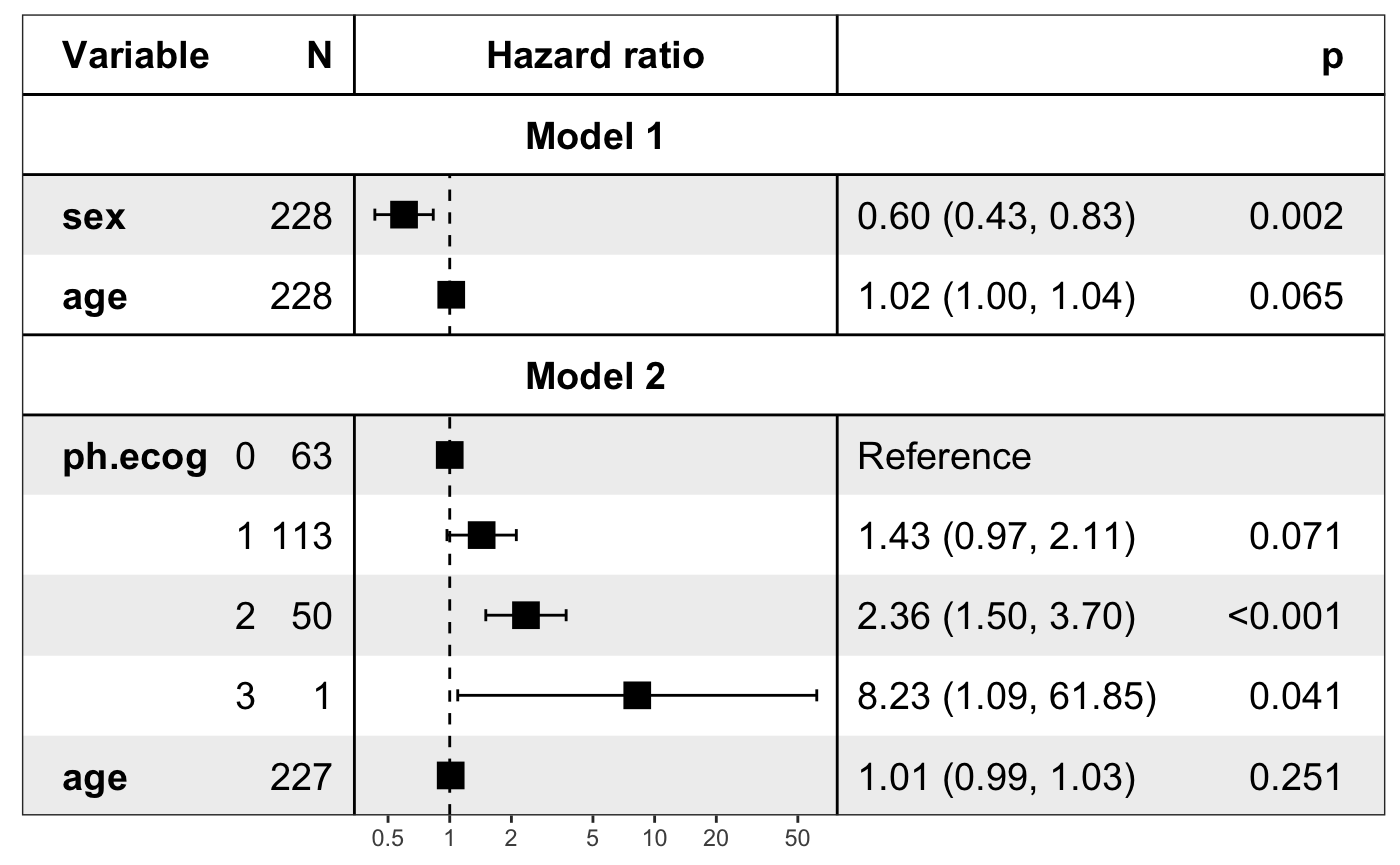 Variable N Hazard ratio p
Model 1
sex 228 0.60 (0.43, 0.83) 0.002
age 228 1.02 (1.00, 1.04) 0.065
Model 2
ph.ecog 0 63 Reference
1 113 1.43 (0.97, 2.11) 0.071
2 50 2.36 (1.50, 3.70) <0.001
3 1 8.23 (1.09, 61.85) 0.041
age 227 1.01 (0.99, 1.03) 0.251
0.5 1 2 5 10 20 50